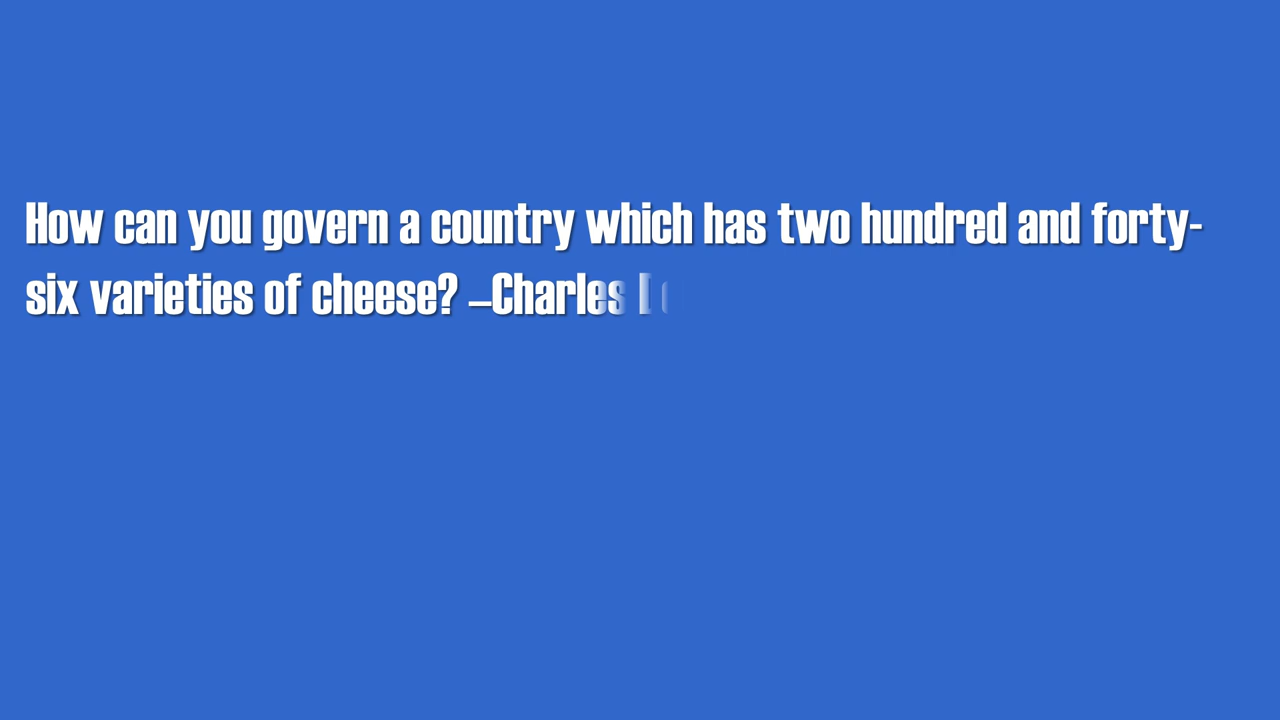 How can you govern a country which has two hundred and forty-
six varieties of cheese? –Charles